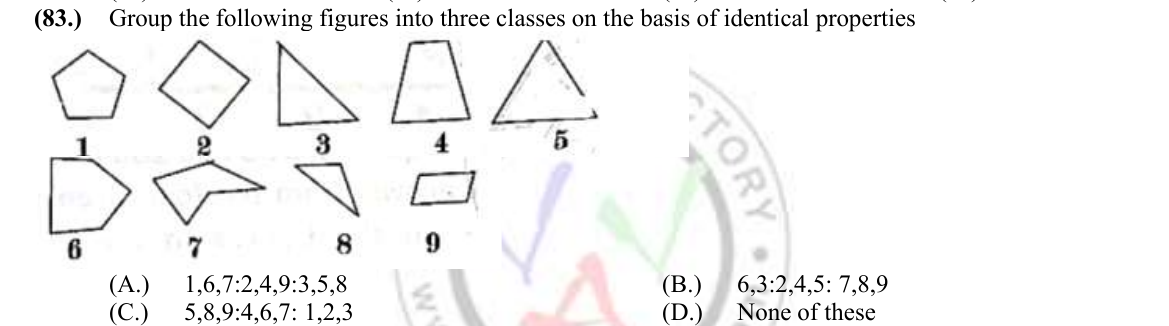 (83.) Group the following figures into three classes on the basis of identical properties
1 2 3 4 5
6 7 8 9
(A.) 1,6,7:2,4,9:3,5,8 (B.) 6,3:2,4,5: 7,8,9
(C.) 5,8,9:4,6,7: 1,2,3 (D.) None of these
CTORY